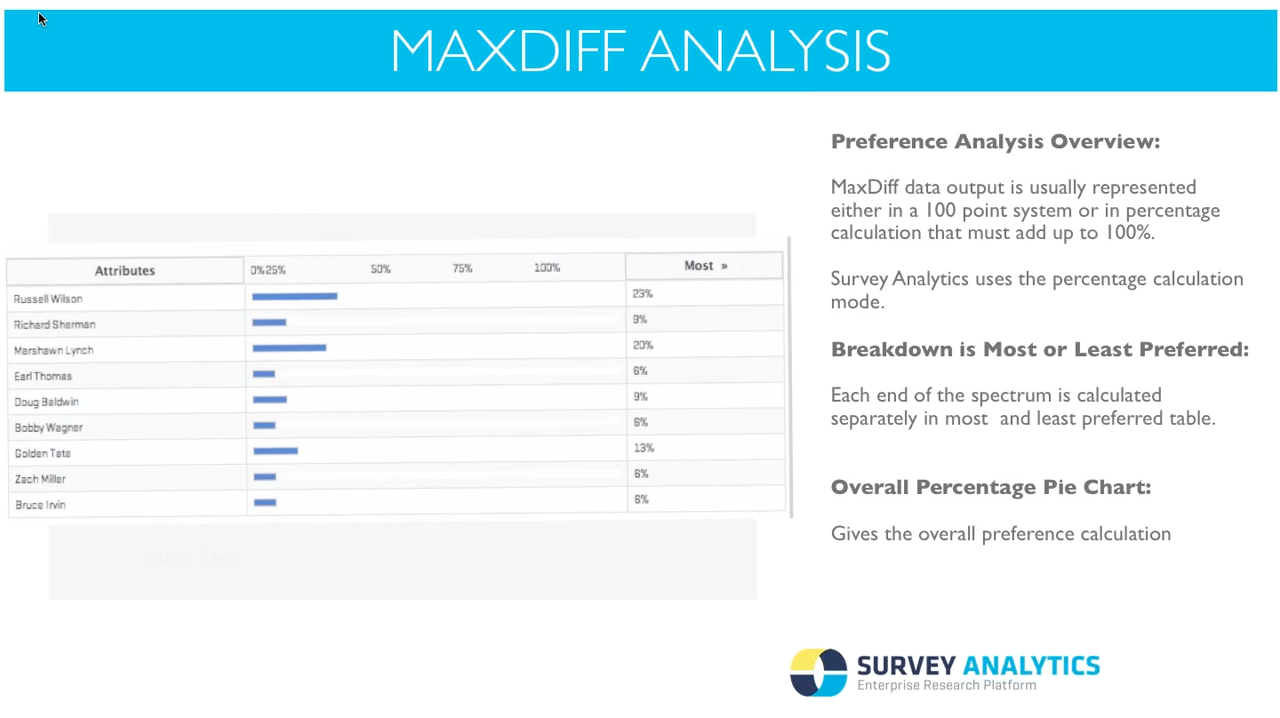 MAXDIFF ANALYSIS
Attributes 0% 25% 50% 75% 100% Most »
Russell Wilson 23%
Richard Sherman 9%
Marshawn Lynch 20%
Earl Thomas 6%
Doug Baldwin 9%
Bobby Wagner 6%
Golden Tate 13%
Zach Miller 6%
Bruce Irvin 6%
Preference Analysis Overview:
MaxDiff data output is usually represented
either in a 100 point system or in percentage
calculation that must add up to 100%.
Survey Analytics uses the percentage calculation
mode.
Breakdown is Most or Least Preferred:
Each end of the spectrum is calculated
separately in most and least preferred table.
Overall Percentage Pie Chart:
Gives the overall preference calculation
SURVEY ANALYTICS
Enterprise Research Platform